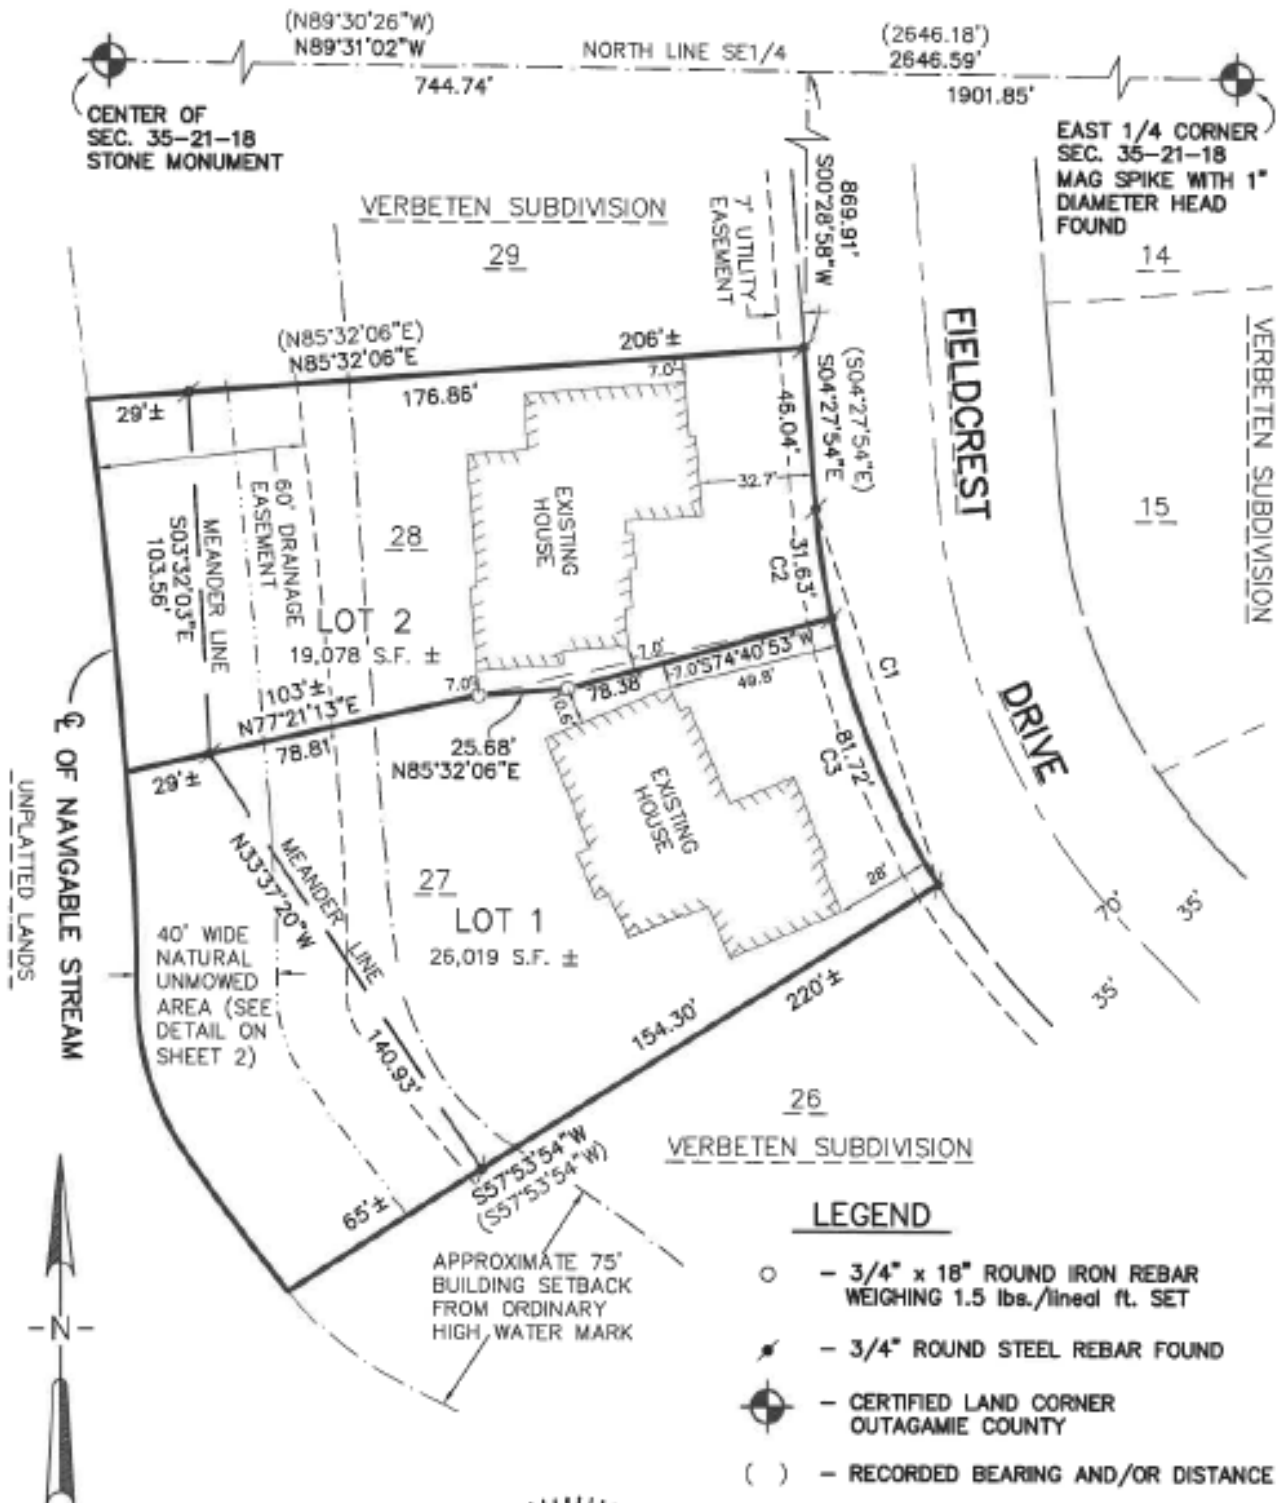 (N89°30'26"W)
N89°31'02"W
NORTH LINE SE1/4
(2646.18')
2646.59'
744.74'
1901.85'
CENTER OF
SEC. 35-21-18
STONE MONUMENT
EAST 1/4 CORNER
SEC. 35-21-18
MAG SPIKE WITH 1"
DIAMETER HEAD
FOUND
VERBETEN SUBDIVISION
29
7' UTILITY
EASEMENT
869.91'
S00°28'58"W
14
VERBETEN SUBDIVISION
15
FIELDCREST
DRIVE
(N85°32'06"E)
N85°32'06"E
206'±
176.86'
29'±
7.0'
46.04'
S04°27'54"E
(S04°27'54"E)
32.7'
MEANDER LINE
S03°32'03"E
103.56'
60' DRAINAGE
EASEMENT
28
EXISTING
HOUSE
31.63'
C2
LOT 2
19,078 S.F. ±
7.0'
7.0'
7.0'
S74°40'53"W
78.38'
49.8'
C1
103'±
N77°21'13"E
78.81'
29'±
25.68'
N85°32'06"E
0.6'
81.72'
C3
℄ OF NAVIGABLE STREAM
UNPLATTED LANDS
EXISTING
HOUSE
28'
MEANDER LINE
N33°37'20"W
140.93'
27
LOT 1
26,019 S.F. ±
40' WIDE
NATURAL
UNMOWED
AREA (SEE
DETAIL ON
SHEET 2)
154.30'
220'±
70'
35'
35'
26
VERBETEN SUBDIVISION
S57°53'54"W
(S57°53'54"W)
65'±
APPROXIMATE 75'
BUILDING SETBACK
FROM ORDINARY
HIGH WATER MARK
-N-
LEGEND
○ - 3/4" x 18" ROUND IRON REBAR
WEIGHING 1.5 lbs./lineal ft. SET
- 3/4" ROUND STEEL REBAR FOUND
- CERTIFIED LAND CORNER
OUTAGAMIE COUNTY
( ) - RECORDED BEARING AND/OR DISTANCE